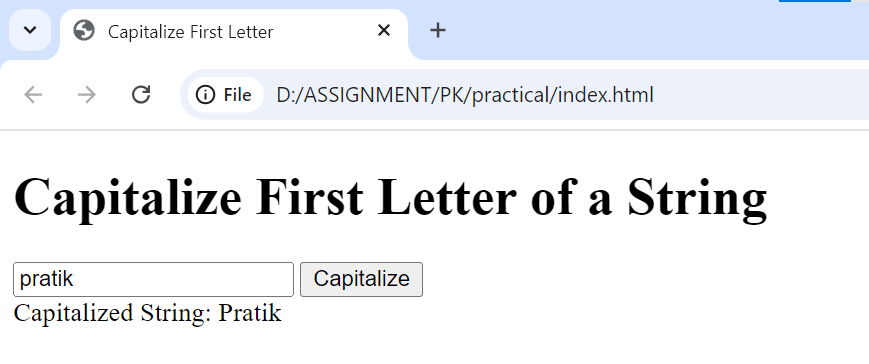 Capitalize First Letter
File D:/ASSIGNMENT/PK/practical/index.html
Capitalize First Letter of a String
pratik Capitalize
Capitalized String: Pratik